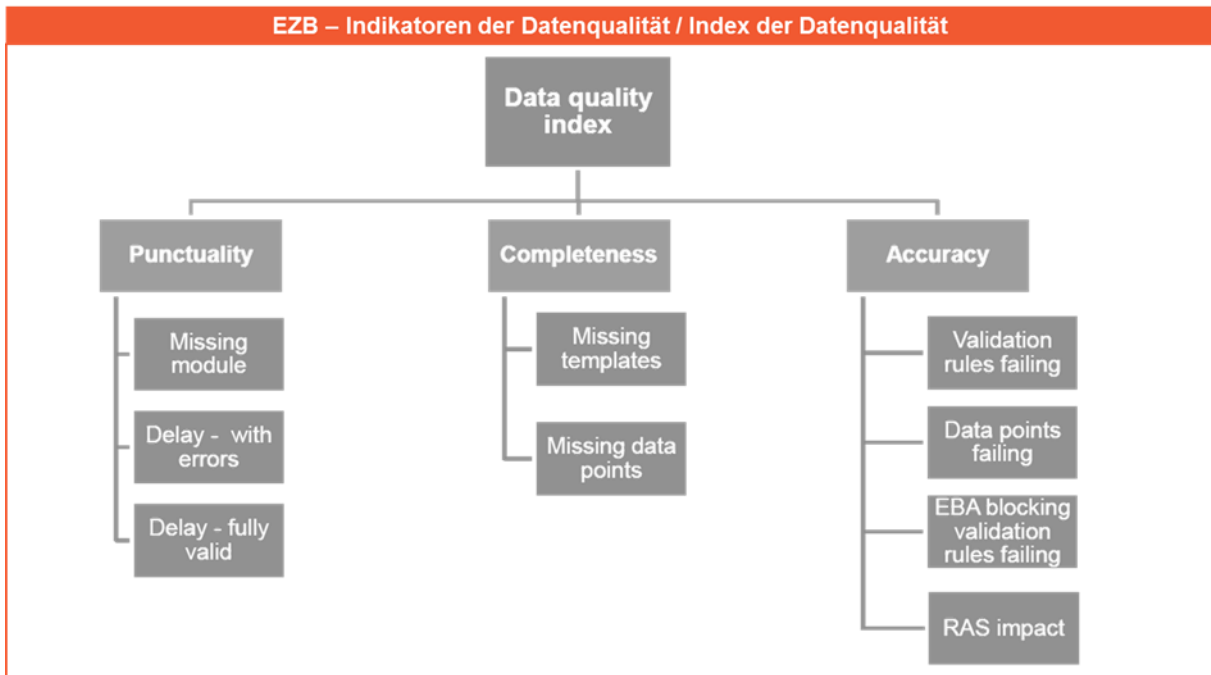 EZB – Indikatoren der Datenqualität / Index der Datenqualität
Data quality
index
Punctuality
Completeness
Accuracy
Missing
module
Delay - with
errors
Delay - fully
valid
Missing
templates
Missing data
points
Validation
rules failing
Data points
failing
EBA blocking
validation
rules failing
RAS impact